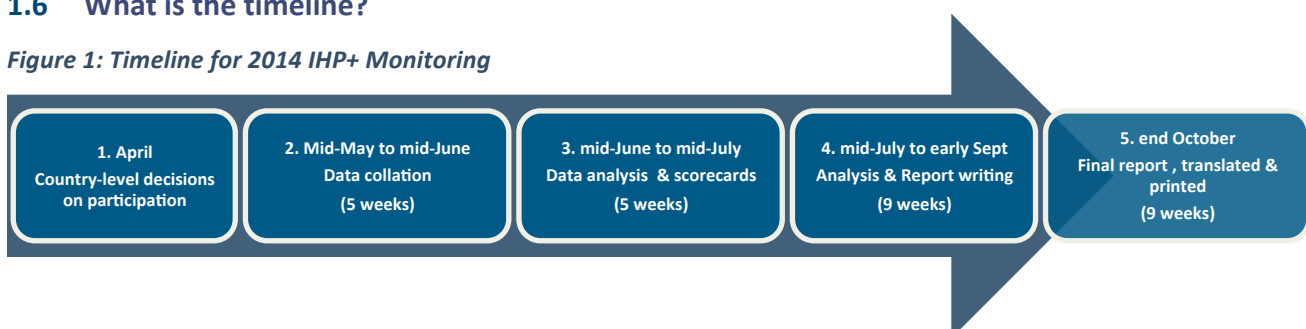 1.6 What is the timeline?
Figure 1: Timeline for 2014 IHP+ Monitoring
1. April
Country-level decisions
on participation
2. Mid-May to mid-June
Data collation
(5 weeks)
3. mid-June to mid-July
Data analysis & scorecards
(5 weeks)
4. mid-July to early Sept
Analysis & Report writing
(9 weeks)
5. end October
Final report , translated &
printed
(9 weeks)